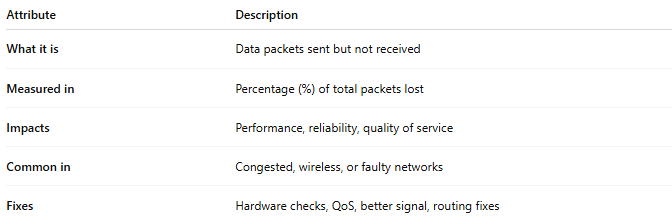 Attribute Description
What it is Data packets sent but not received
Measured in Percentage (%) of total packets lost
Impacts Performance, reliability, quality of service
Common in Congested, wireless, or faulty networks
Fixes Hardware checks, QoS, better signal, routing fixes